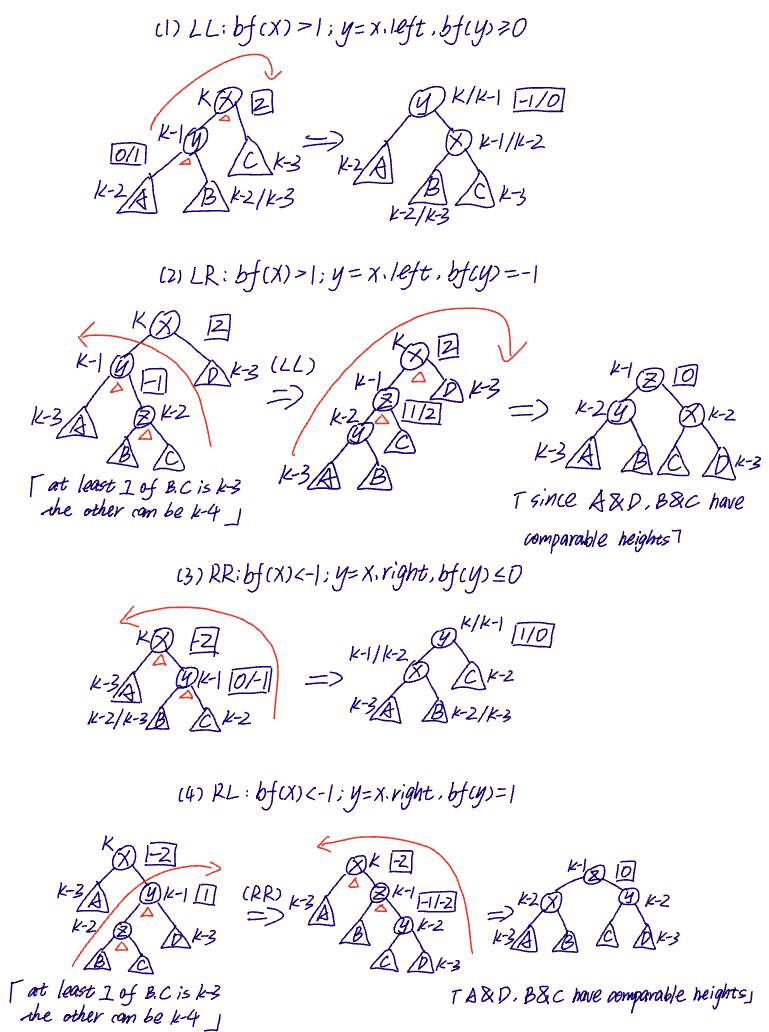 (1) LL: bf(x)>1; y=x.left, bf(y)≥0
K X 2
K-1 Y
0/1
K-2 A
B K-2/K-3
C K-3
⇒
Y K/K-1 -1/0
X K-1/K-2
K-2 A
B K-2/K-3
C K-3
(2) LR: bf(x)>1; y=x.left, bf(y)=-1
K X 2
K-1 Y -1
D K-3
K-3 A
Z K-2
B C
「at least 1 of B.C is K-3
the other can be K-4」
(LL)
⇒
K X 2
K-1 Z 1/2
D K-3
K-2 Y
C
K-3 A B
⇒
K-1 Z 0
K-2 Y X K-2
K-3 A B C D K-3
「since A&D, B&C have
comparable heights」
(3) RR: bf(x)<-1; y=x.right, bf(y)≤0
K X -2
K-3 A
Y K-1 0/-1
K-2/K-3 B C K-2
⇒
Y K/K-1 1/0
K-1/K-2 X
C K-2
K-3 A B K-2/K-3
(4) RL: bf(x)<-1; y=x.right, bf(y)=1
K X -2
K-3 A
Y K-1 1
K-2 Z
D K-3
B C
「at least 1 of B.C is K-3
the other can be K-4」
(RR)
⇒
X K -2
K-3 A
Z K-1 -1/-2
B
Y K-2
C D K-3
⇒
K-1 Z 0
K-2 X Y K-2
K-3 A B C D K-3
「A&D, B&C have comparable heights」